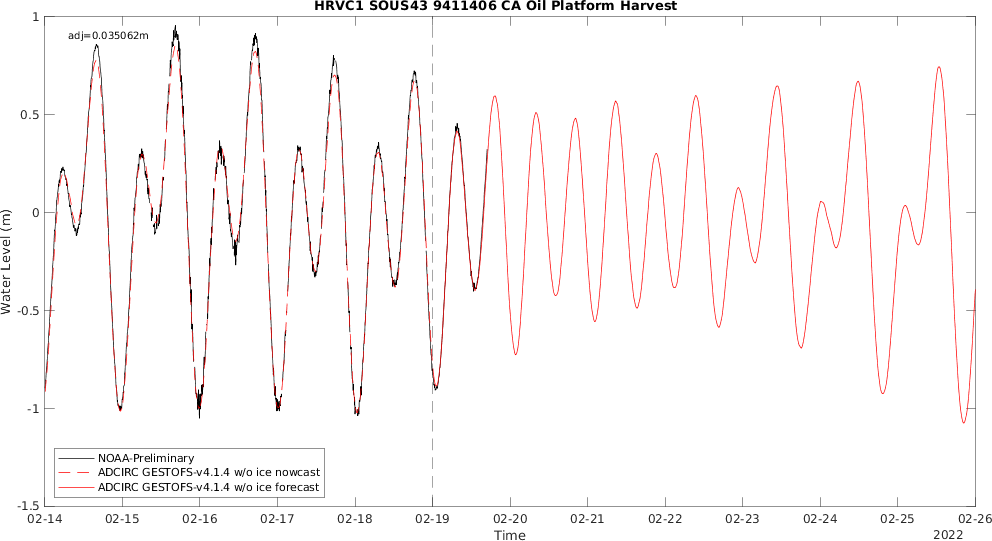 HRVC1 SOUS43 9411406 CA Oil Platform Harvest
adj=0.035062m
Water Level (m)
1
0.5
0
-0.5
-1
-1.5
NOAA-Preliminary
ADCIRC GESTOFS-v4.1.4 w/o ice nowcast
ADCIRC GESTOFS-v4.1.4 w/o ice forecast
02-14 02-15 02-16 02-17 02-18 02-19 02-20 02-21 02-22 02-23 02-24 02-25 02-26
Time
2022